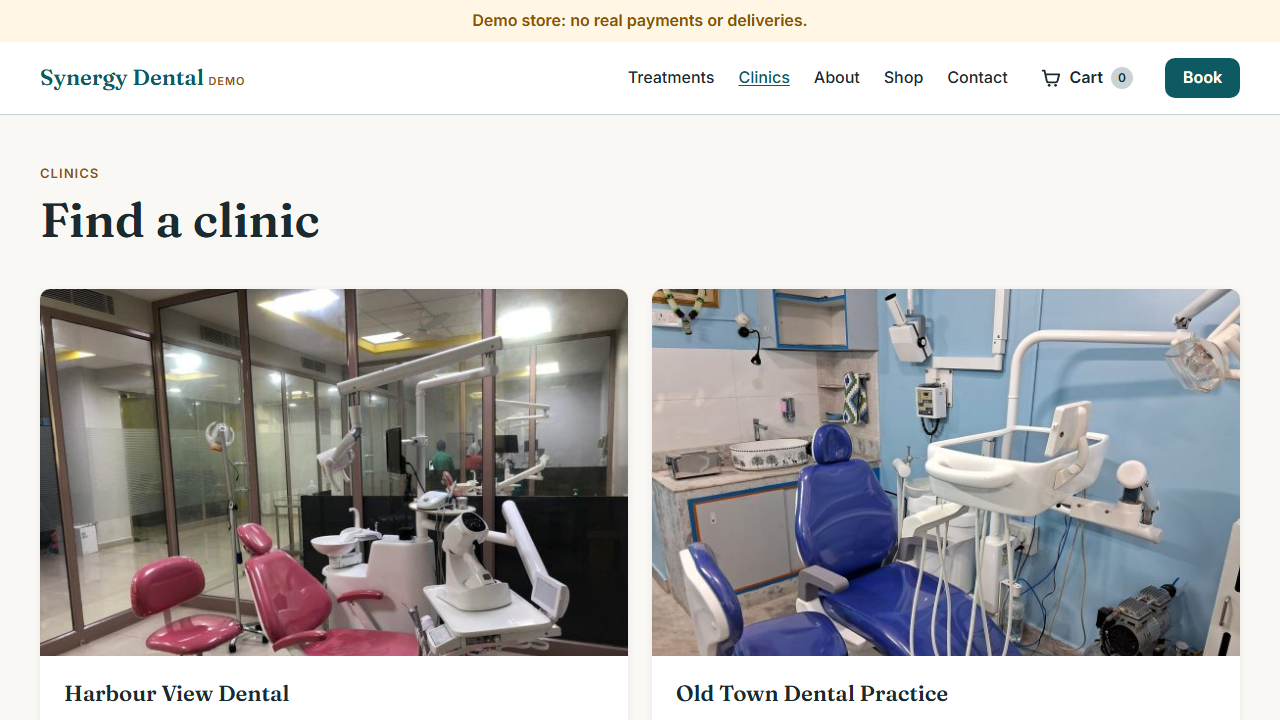 Demo store: no real payments or deliveries.
Synergy Dental DEMO
Treatments Clinics About Shop Contact Cart 0 Book
CLINICS
Find a clinic
Harbour View Dental
Old Town Dental Practice